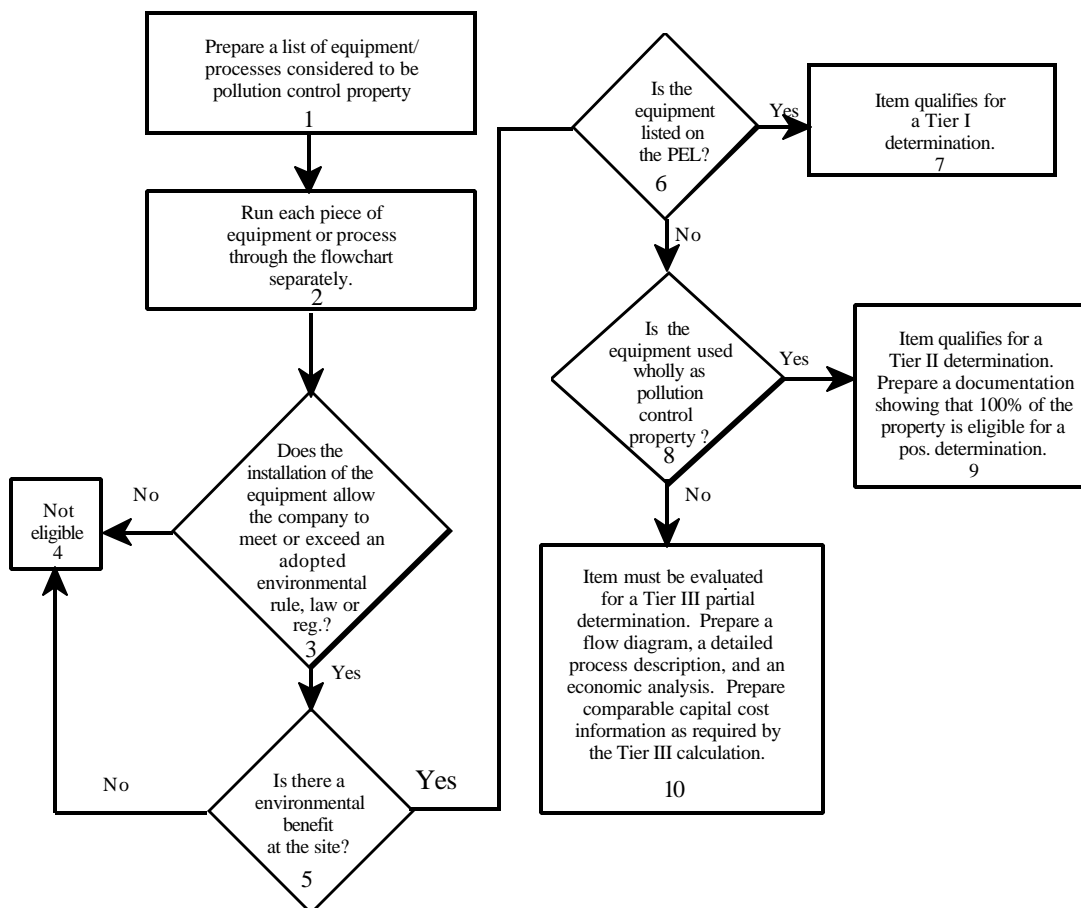 Prepare a list of equipment/
processes considered to be
pollution control property
1
Run each piece of
equipment or process
through the flowchart
separately.
2
Does the
installation of the
equipment allow
the company to
meet or exceed an
adopted
environmental
rule, law or
reg.?
3
No
Not
eligible
4
Yes
Is there a
environmental
benefit
at the site?
5
No
Yes
Is the
equipment
listed on
the PEL?
6
Yes
Item qualifies for
a Tier I
determination.
7
No
Is the
equipment used
wholly as
pollution
control
property ?
8
Yes
Item qualifies for a
Tier II determination.
Prepare a documentation
showing that 100% of the
property is eligible for a
pos. determination.
9
No
Item must be evaluated
for a Tier III partial
determination. Prepare a
flow diagram, a detailed
process description, and an
economic analysis. Prepare
comparable capital cost
information as required by
the Tier III calculation.
10